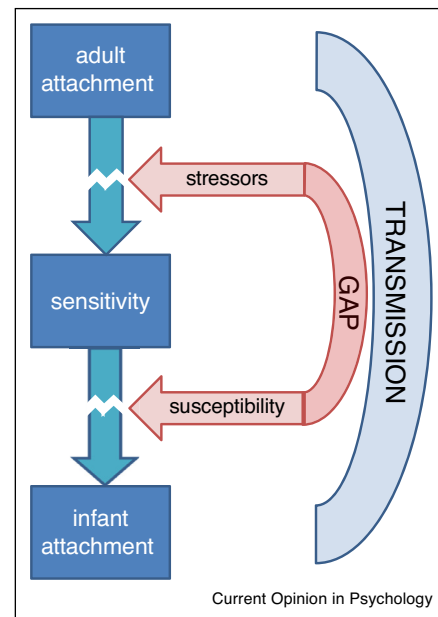 adult
attachment
stressors
sensitivity
GAP
TRANSMISSION
susceptibility
infant
attachment
Current Opinion in Psychology